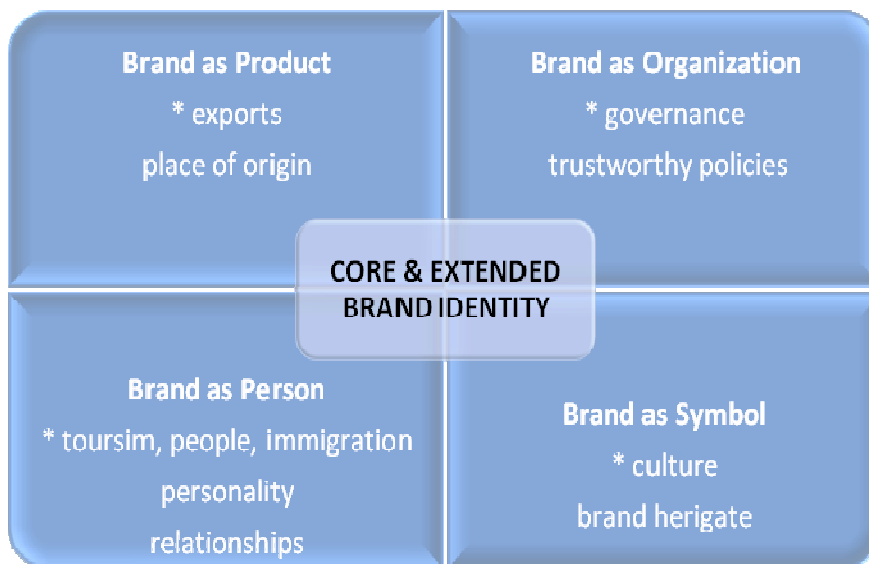 Brand as Product
* exports
place of origin
Brand as Organization
* governance
trustworthy policies
CORE & EXTENDED
BRAND IDENTITY
Brand as Person
* toursim, people, immigration
personality
relationships
Brand as Symbol
* culture
brand herigate